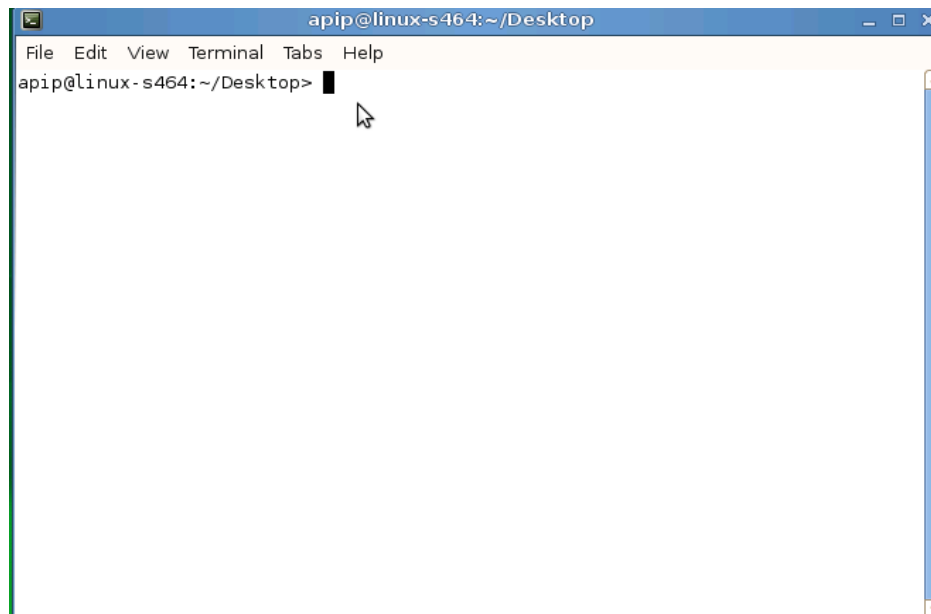 apip@linux-s464:~/Desktop
File Edit View Terminal Tabs Help
apip@linux-s464:~/Desktop>